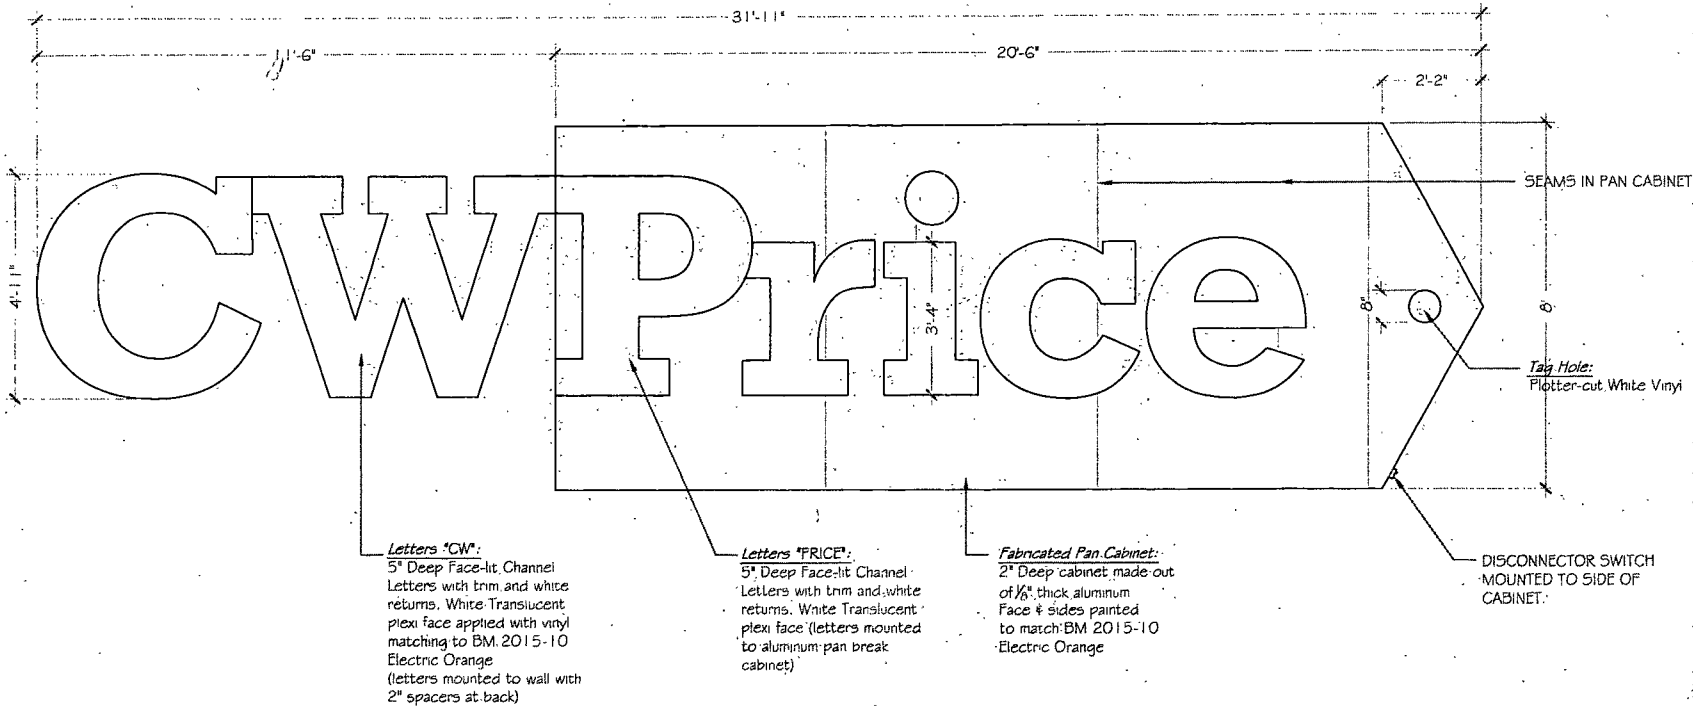 31'-11"
11'-6"
20'-6"
2'-2"
SEAMS IN PAN CABINET
CWPrice
4'-11"
3'-4"
8"
8'
Tag Hole:
Plotter-cut White Vinyl
Letters "CW":
5" Deep Face-lit Channel
Letters with trim and white
returns. White Translucent
plexi face applied with vinyl
matching to BM 2015-10
Electric Orange
(letters mounted to wall with
2" spacers at back)
Letters "PRICE":
5" Deep Face-lit Channel
Letters with trim and white
returns. White Translucent
plexi face (letters mounted
to aluminum pan break
cabinet)
Fabricated Pan Cabinet:
2" Deep cabinet made out
of 1/8" thick aluminum
Face & sides painted
to match BM 2015-10
Electric Orange
DISCONNECTOR SWITCH
MOUNTED TO SIDE OF
CABINET.